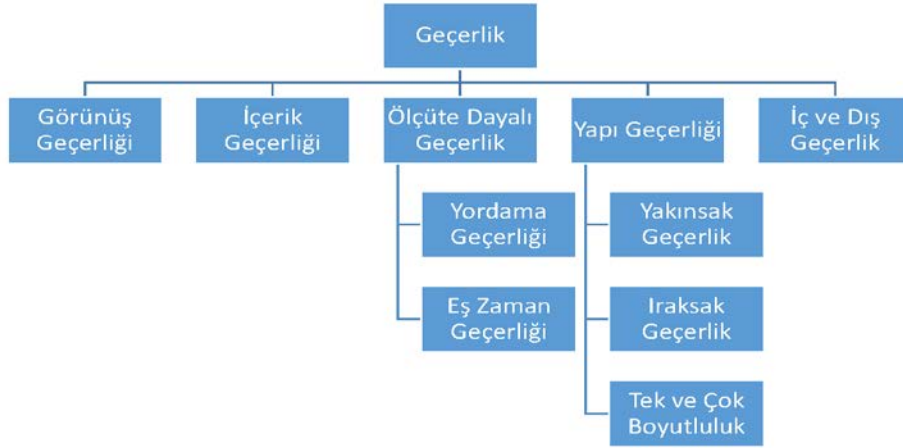 Geçerlik
Görünüş
Geçerliği
İçerik
Geçerliği
Ölçüte Dayalı
Geçerlik
Yapı Geçerliği
İç ve Dış
Geçerlik
Yordama
Geçerliği
Eş Zaman
Geçerliği
Yakınsak
Geçerlik
Iraksak
Geçerlik
Tek ve Çok
Boyutluluk